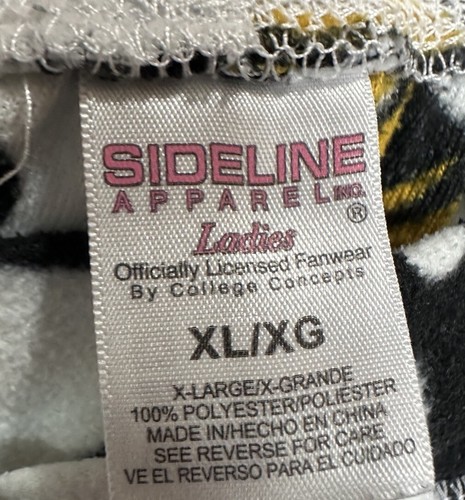 SIDELINE
APPAREL INC.
®
Ladies
Officially Licensed Fanwear
By College Concepts
XL/XG
X-LARGE/X-GRANDE
100% POLYESTER/POLIÉSTER
MADE IN/HECHO EN CHINA
SEE REVERSE FOR CARE
VE EL REVERSO PARA EL CUIDADO